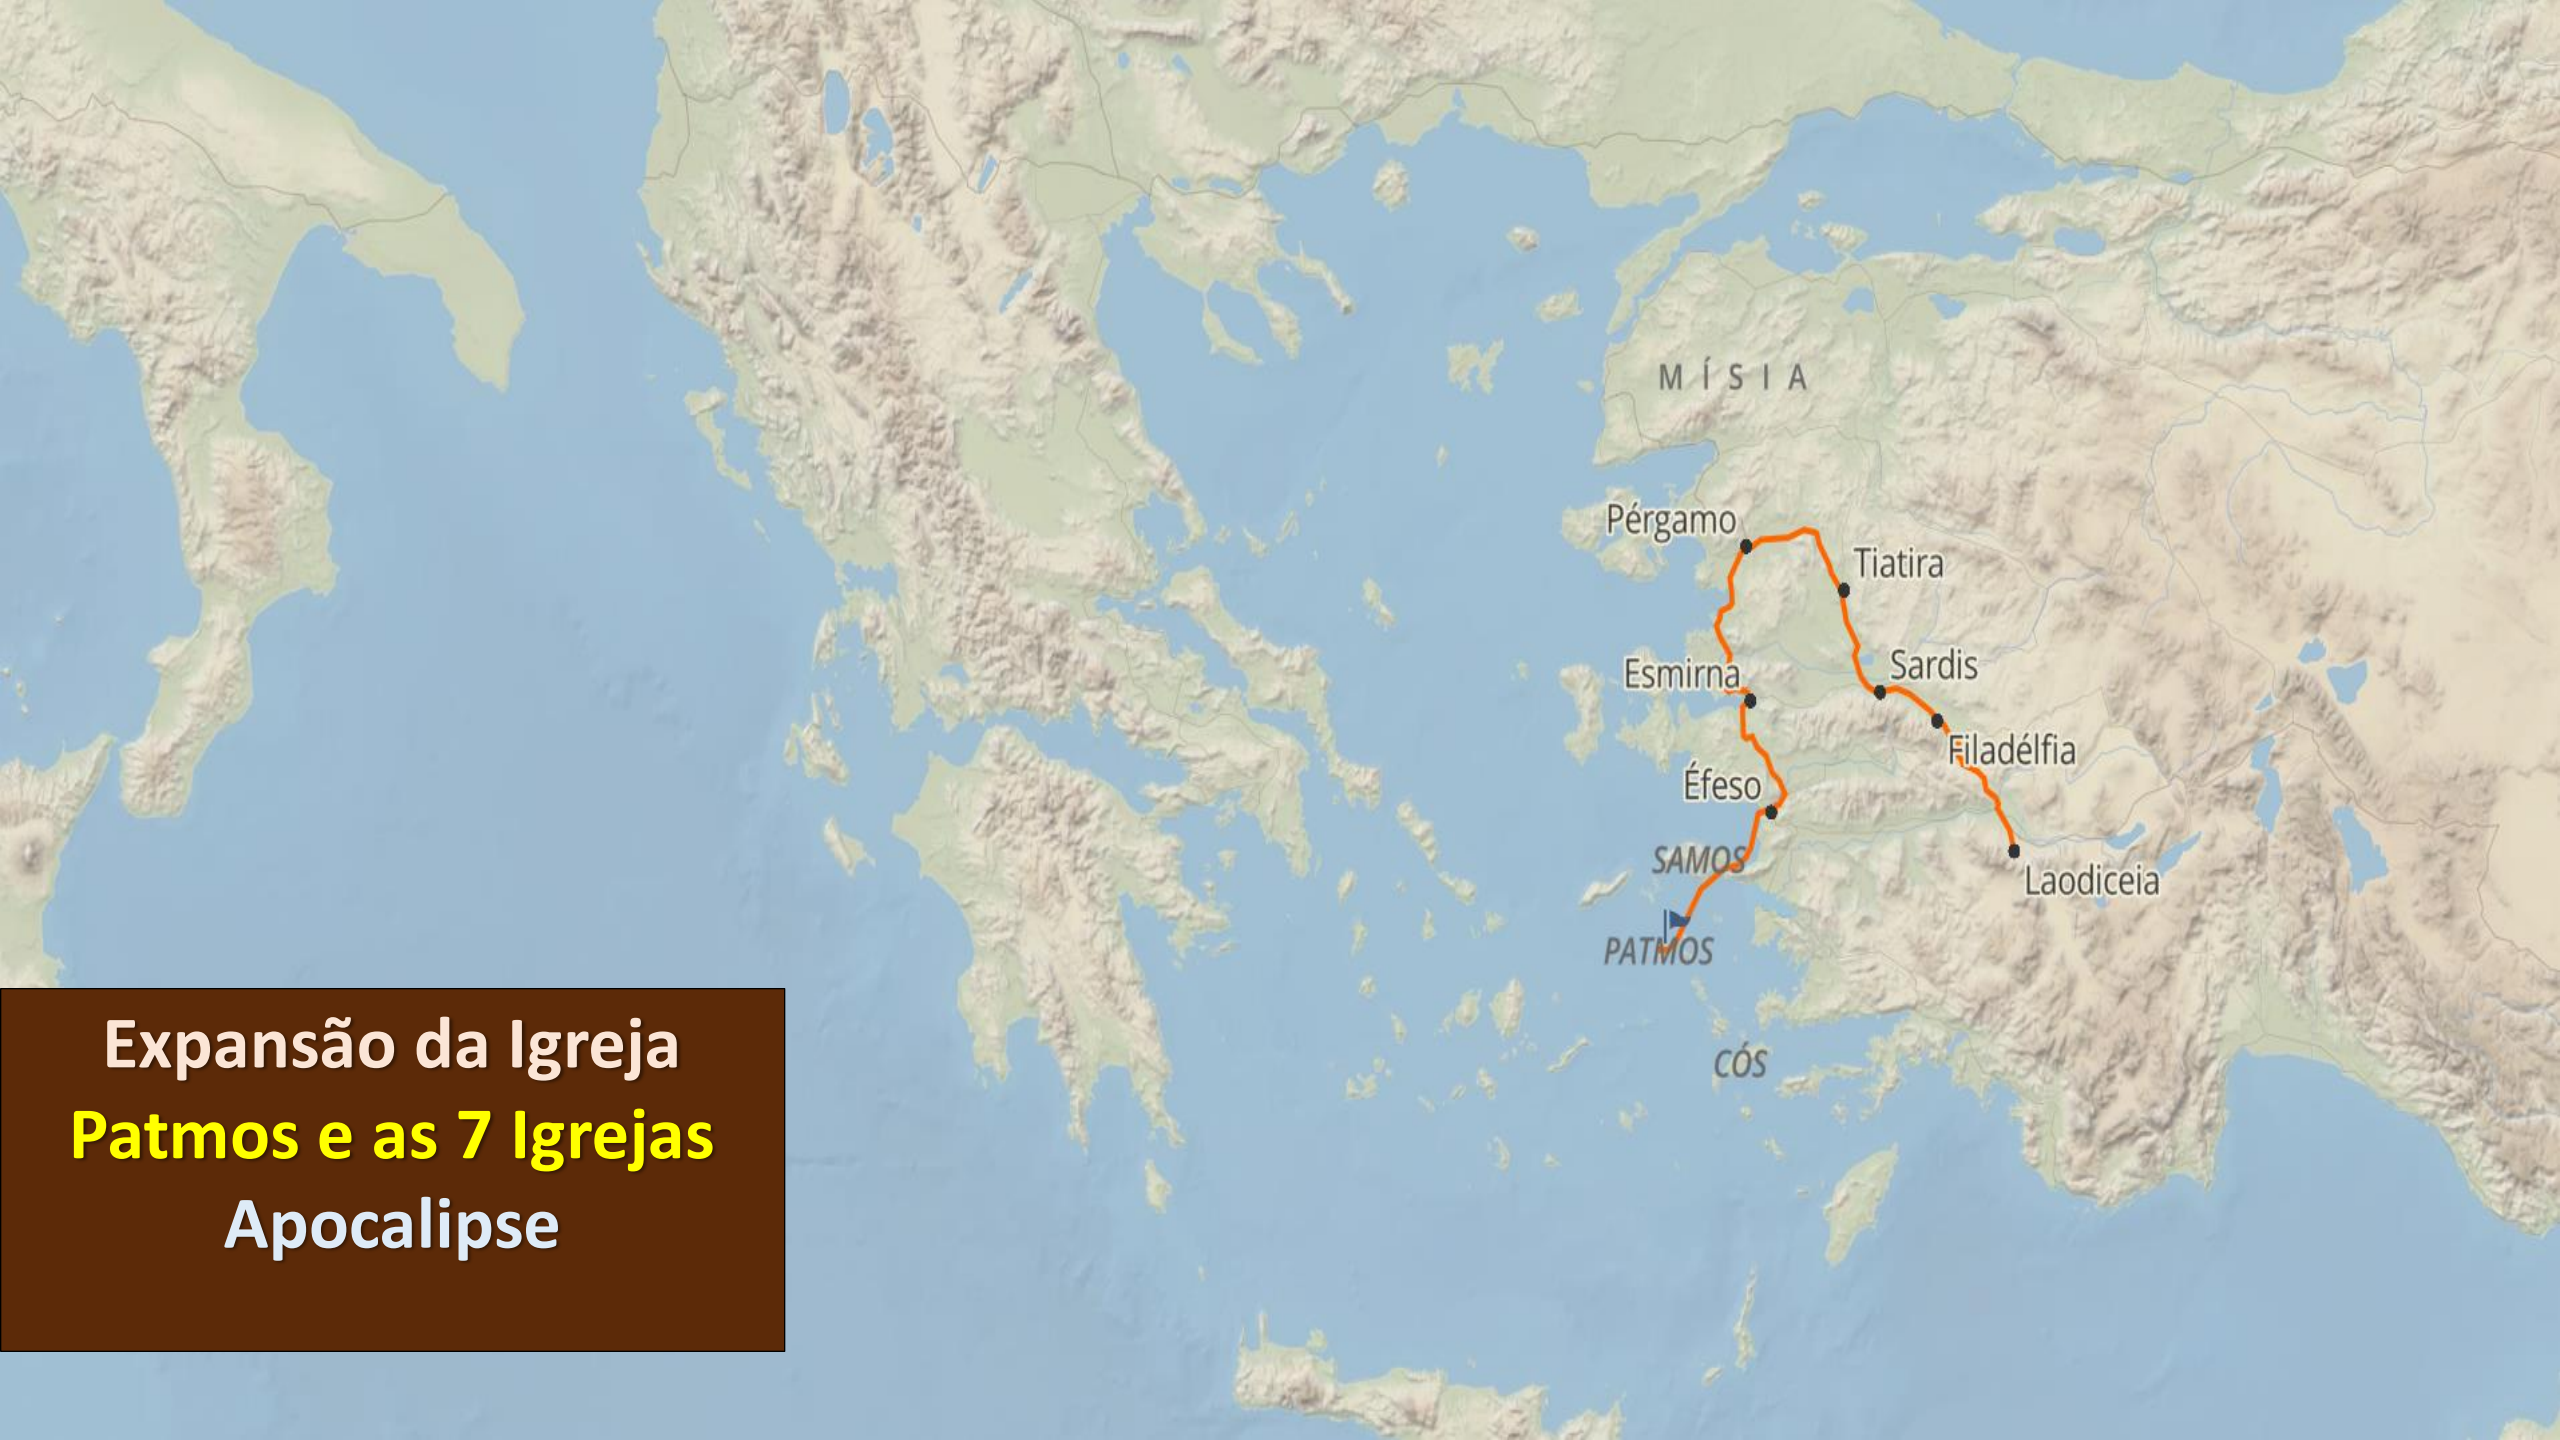 MÍSIA
Pérgamo
Tiatira
Esmirna
Sardis
Filadélfia
Éfeso
SAMOS
Laodiceia
PATMOS
CÓS
Expansão da Igreja
Patmos e as 7 Igrejas
Apocalipse